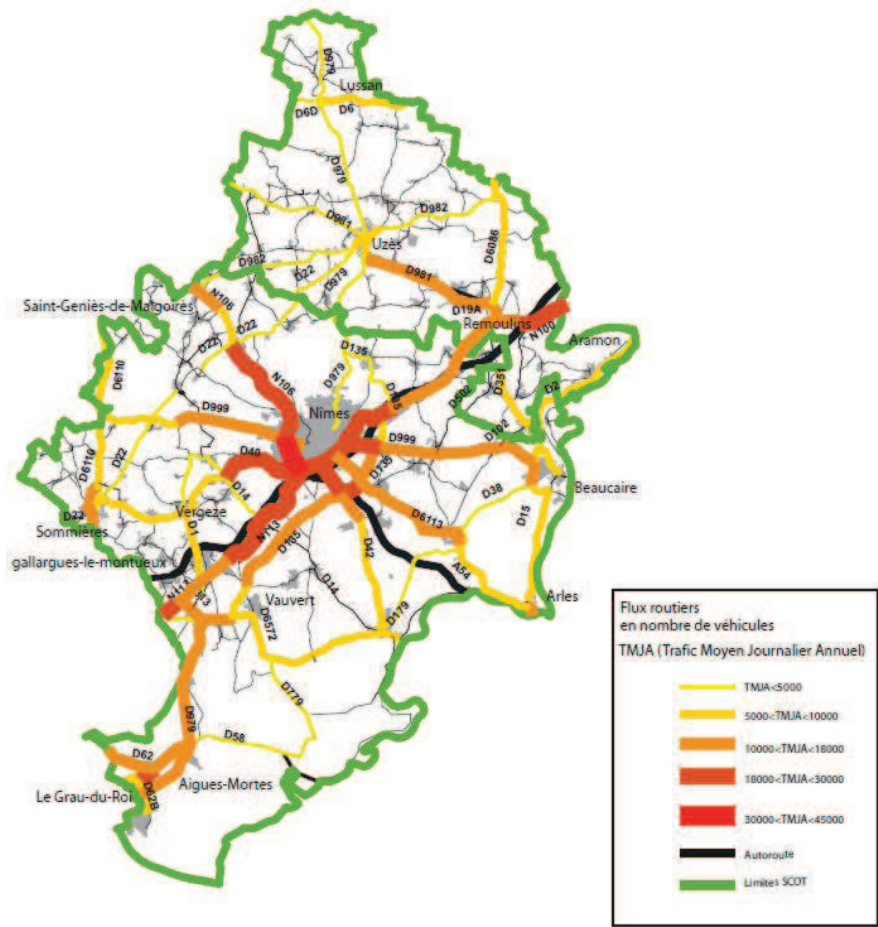 D979
Lussan
D6D
D6
D979
D982
D981
Uzès
D6086
D982
D22
D979
D981
Saint-Geniès-de-Malgoires
N106
D19A
Remoulins
N100
D22
D22
Aramon
D135
D6110
N106
D979
D351
D502
D2
D999
Nîmes
D102
D999
D40
D22
D6110
D135
Beaucaire
D14
D38
D22
Vergeze
D15
Sommières
D1
N113
D6113
gallargues-le-montueux
D135
D42
A54
Arles
D14
Vauvert
D6572
D179
D779
D979
D58
D62
Aigues-Mortes
Le Grau-du-Roi
D62B
Flux routiers
en nombre de véhicules
TMJA (Trafic Moyen Journalier Annuel)
TMJA<5000
5000<TMJA<10000
10000<TMJA<18000
18000<TMJA<30000
30000<TMJA<45000
Autoroute
Limites SCOT